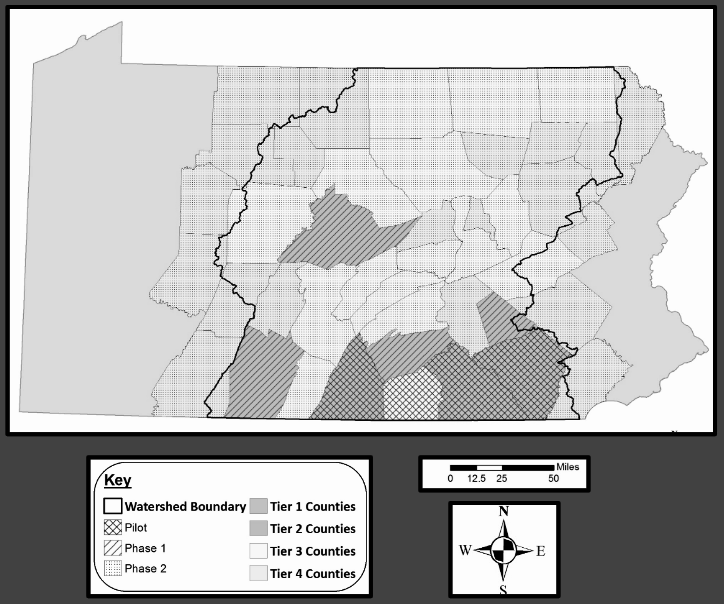 Key
Watershed Boundary
Pilot
Phase 1
Phase 2
Tier 1 Counties
Tier 2 Counties
Tier 3 Counties
Tier 4 Counties
Miles
0 12.5 25 50
N
W E
S